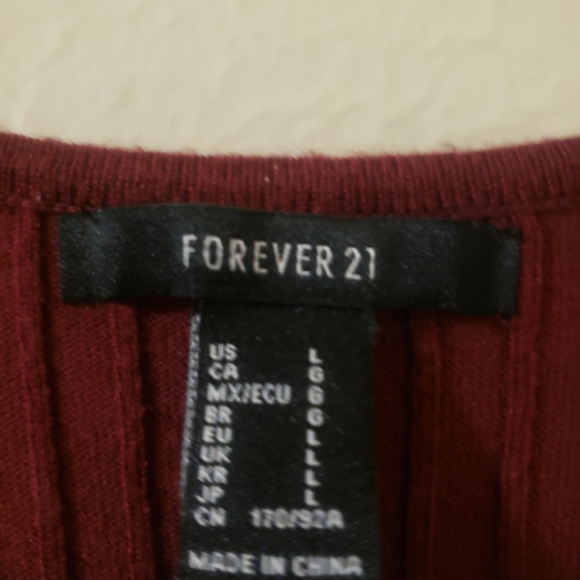 FOREVER 21
US L
CA G
MX/ECU G
BR G
EU L
UK L
KR L
JP L
CN 170/92A
MADE IN CHINA